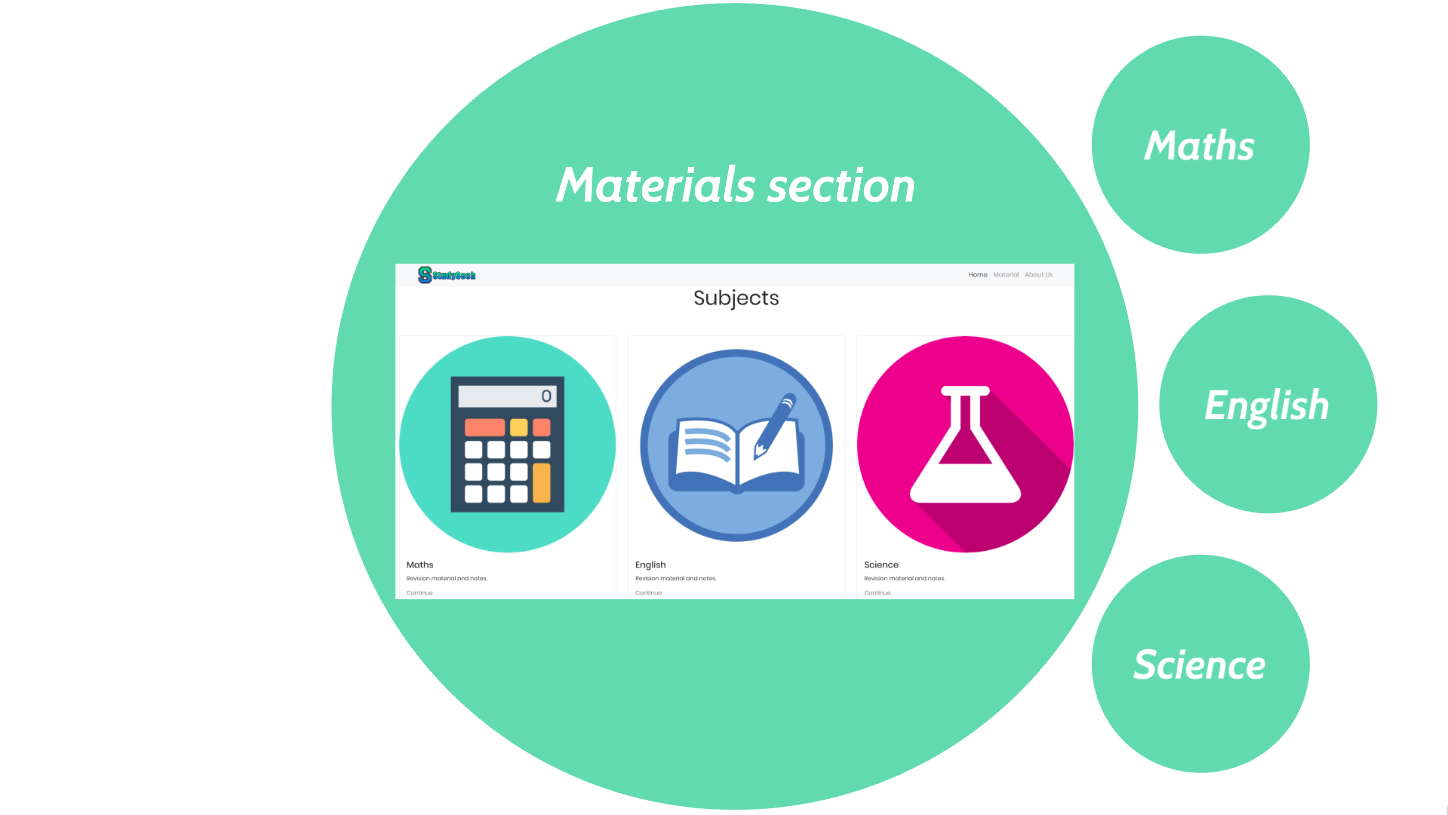 Materials section
StudySesh
Home Material About Us
Subjects
0
Maths
Revision material and notes.
Continue
English
Revision material and notes.
Continue
Science
Revision material and notes.
Continue
Maths
English
Science